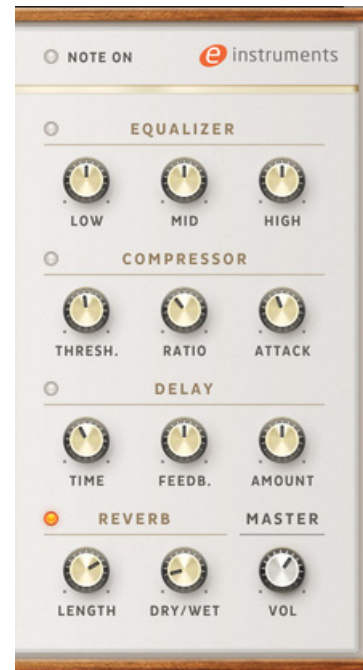 NOTE ON
e instruments
EQUALIZER
LOW MID HIGH
COMPRESSOR
THRESH. RATIO ATTACK
DELAY
TIME FEEDB. AMOUNT
REVERB MASTER
LENGTH DRY/WET VOL